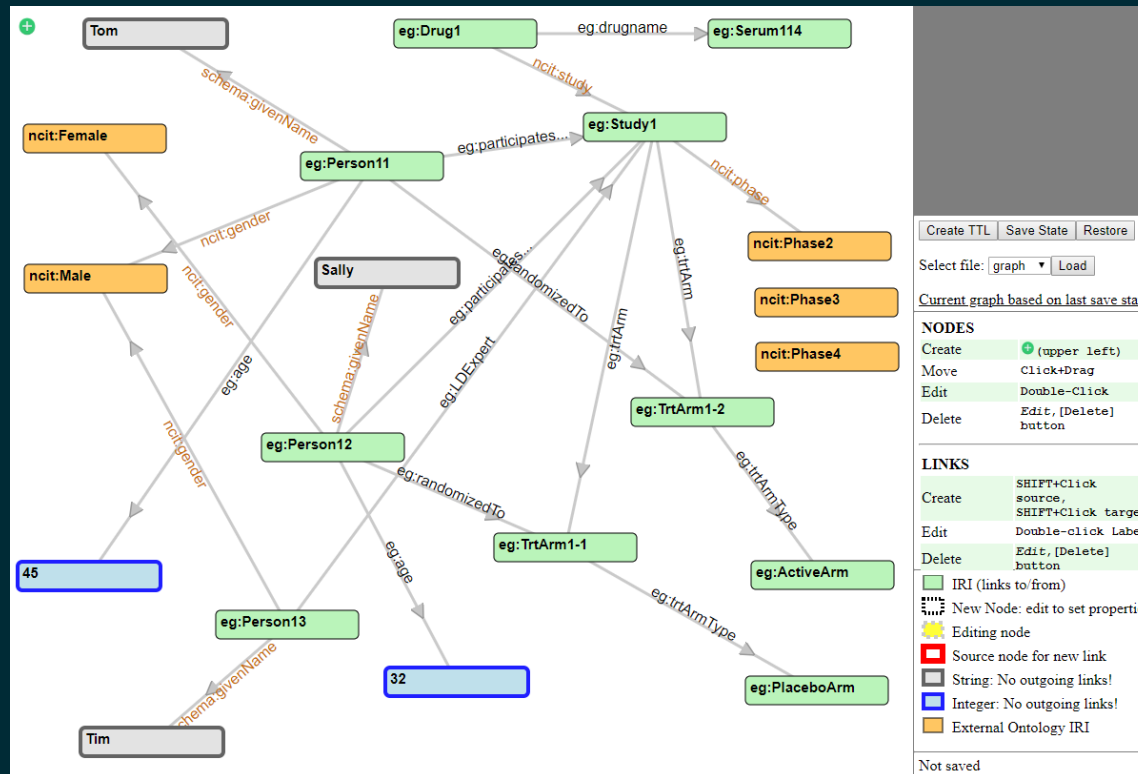 Tom
eg:Drug1
eg:drugname
eg:Serum114
schema:givenName
ncit:study
ncit:Female
eg:Study1
eg:participates...
eg:Person11
ncit:phase
ncit:gender
ncit:Phase2
ncit:Male
Sally
eg:randomizedTo
eg:participates...
eg:trtArm
ncit:gender
ncit:Phase3
schema:givenName
eg:trtArm
ncit:Phase4
eg:age
eg:LDExpert
eg:TrtArm1-2
eg:Person12
ncit:gender
eg:randomizedTo
eg:trtArmType
eg:TrtArm1-1
45
eg:age
eg:ActiveArm
eg:Person13
eg:trtArmType
schema:givenName
32
eg:PlaceboArm
Tim
Create TTL Save State Restore
Select file: graph Load
Current graph based on last save sta
NODES
Create (upper left)
Move Click+Drag
Edit Double-Click
Delete Edit,[Delete]
button
LINKS
Create SHIFT+Click
source,
SHIFT+Click target
Edit Double-click Labe
Delete Edit,[Delete]
button
IRI (links to/from)
New Node: edit to set properti
Editing node
Source node for new link
String: No outgoing links!
Integer: No outgoing links!
External Ontology IRI
Not saved